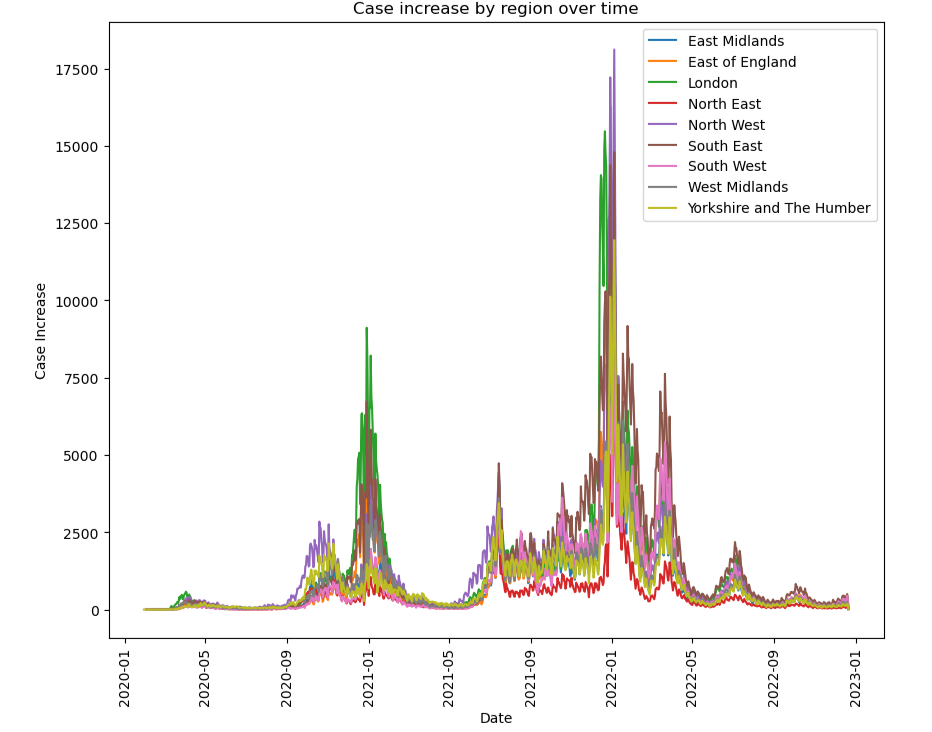 Case increase by region over time
East Midlands
East of England
London
North East
North West
South East
South West
West Midlands
Yorkshire and The Humber
17500
15000
12500
10000
7500
5000
2500
0
Case Increase
2020-01
2020-05
2020-09
2021-01
2021-05
2021-09
2022-01
2022-05
2022-09
2023-01
Date